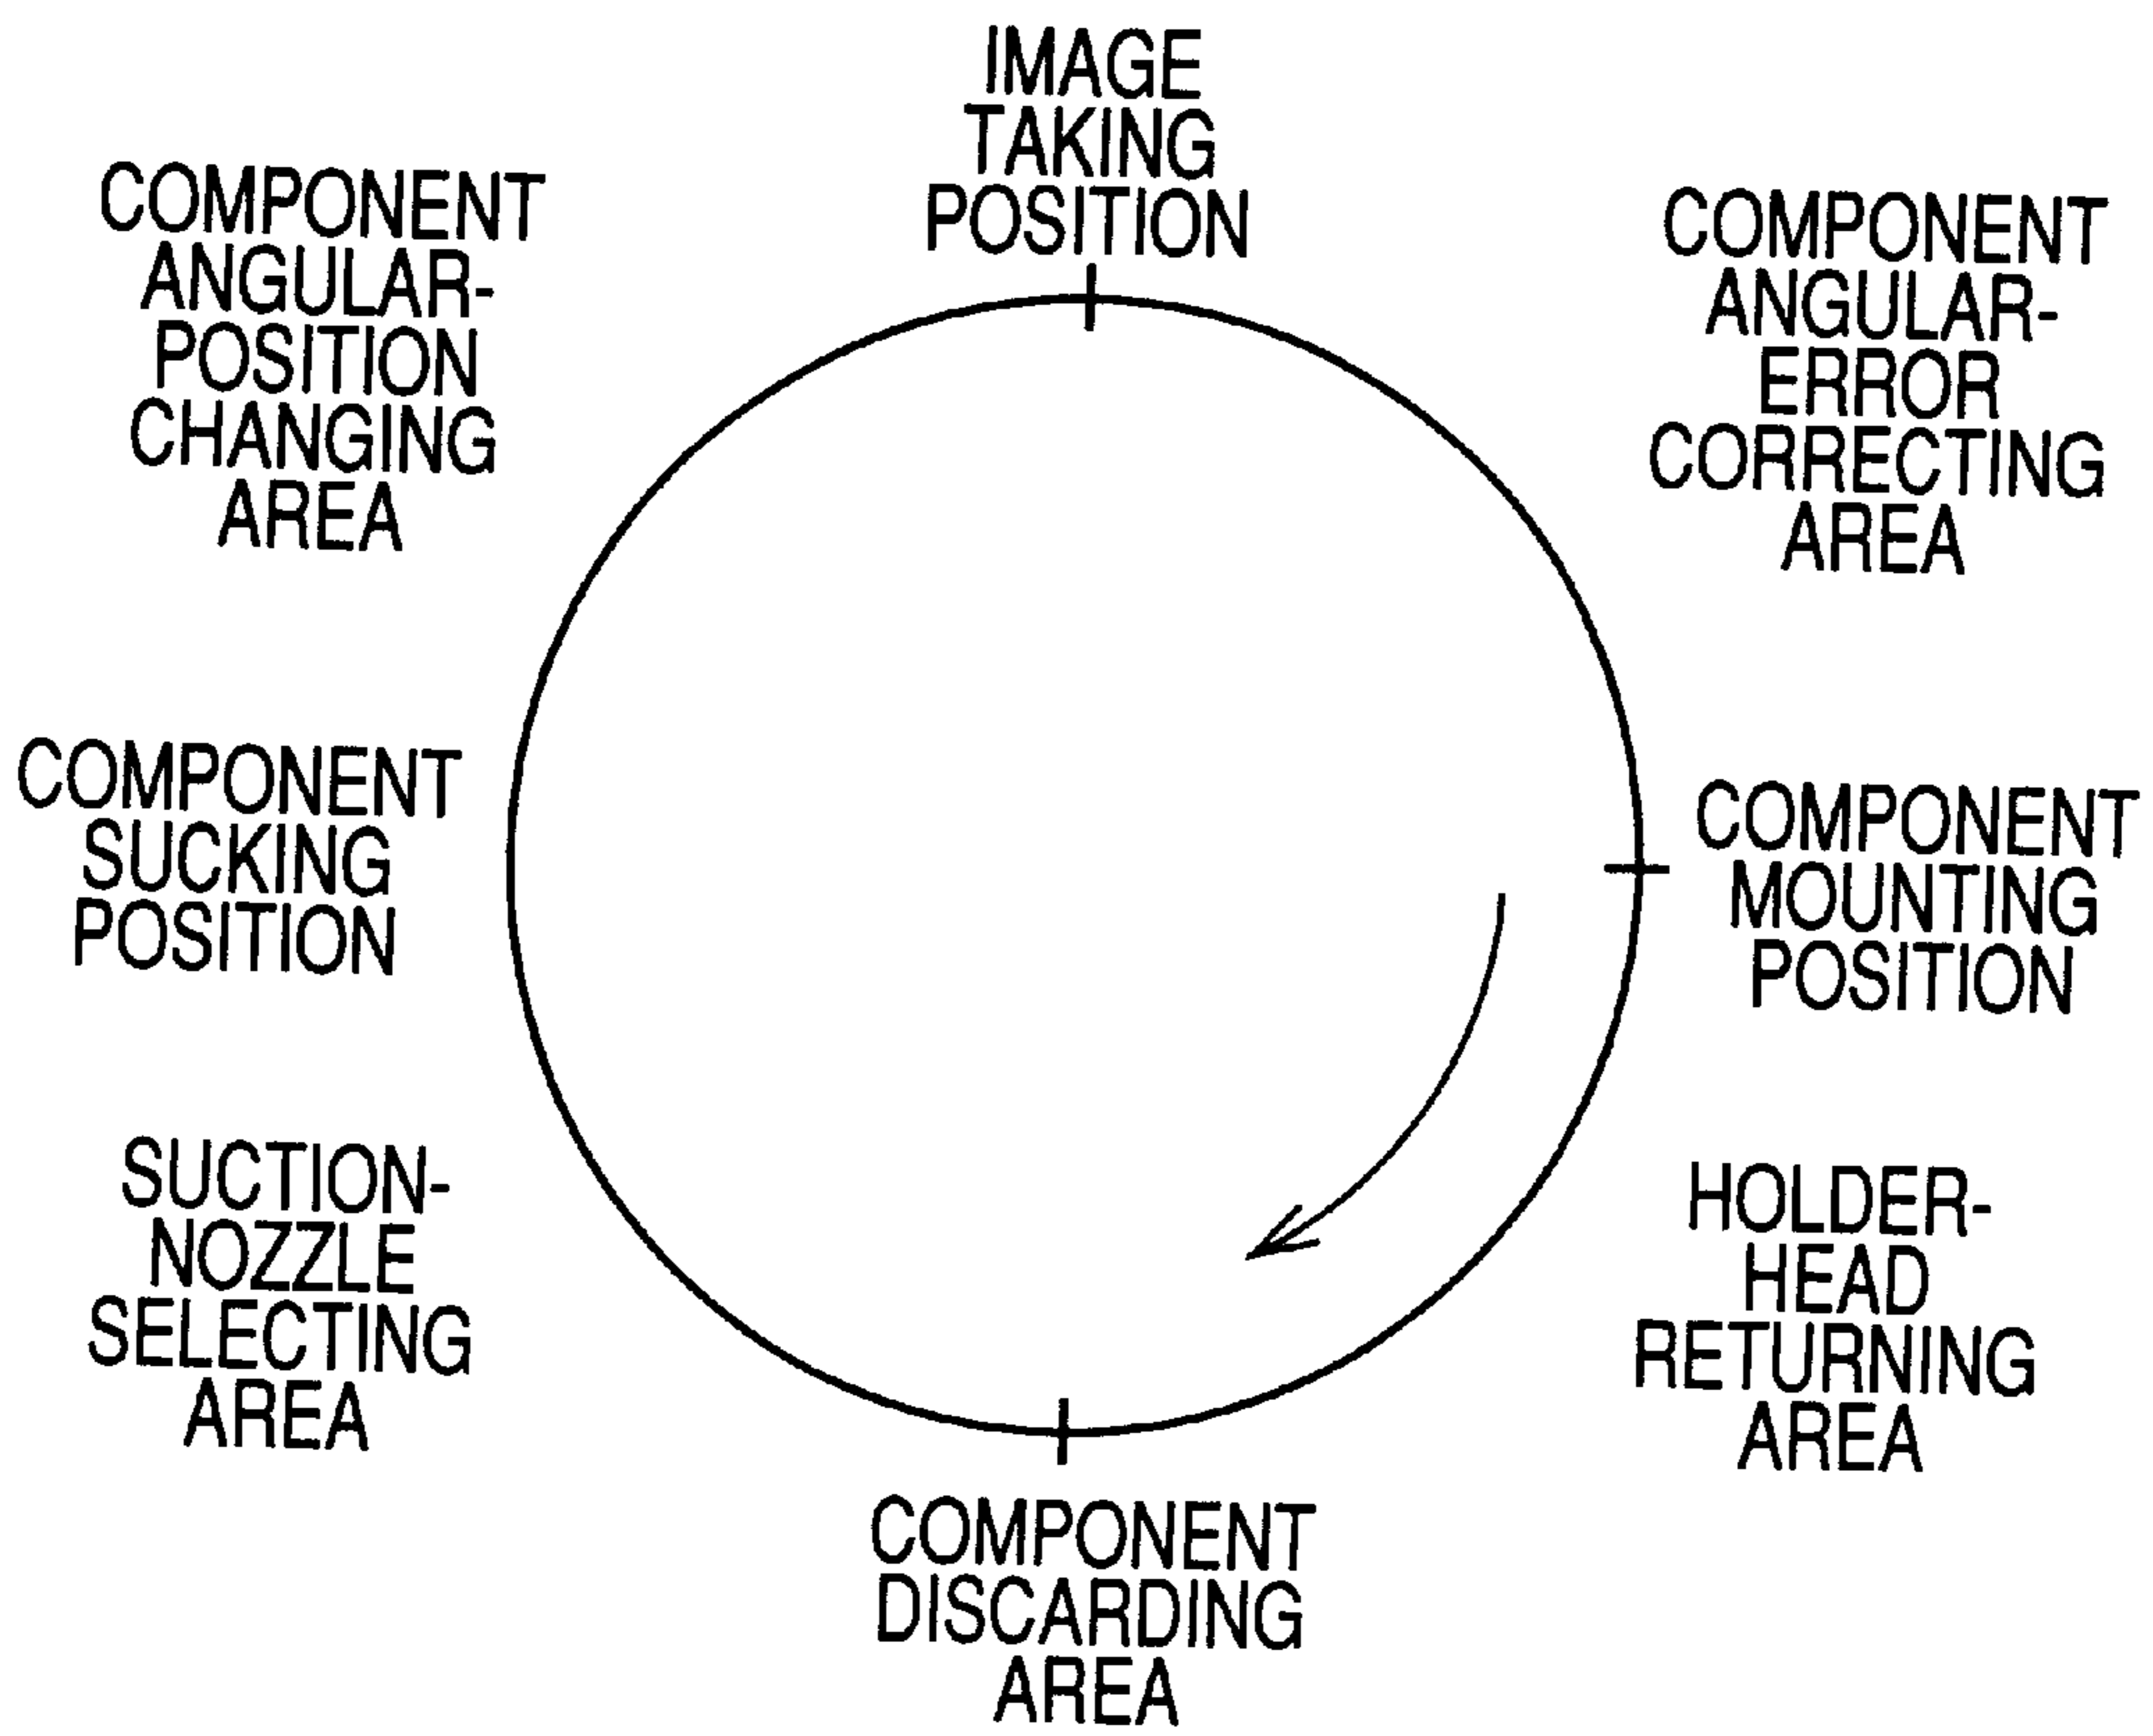 IMAGE
TAKING
POSITION
COMPONENT
ANGULAR-
POSITION
CHANGING
AREA
COMPONENT
ANGULAR-
ERROR
CORRECTING
AREA
COMPONENT
SUCKING
POSITION
COMPONENT
MOUNTING
POSITION
SUCTION-
NOZZLE
SELECTING
AREA
HOLDER-
HEAD
RETURNING
AREA
COMPONENT
DISCARDING
AREA